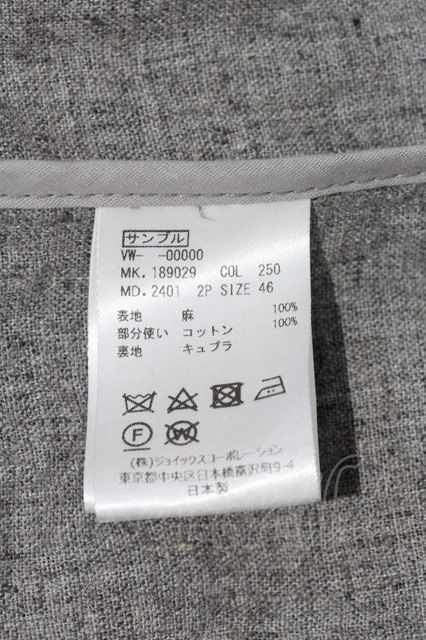 サンプル
VW- -00000
MK. 189029 COL 250
MD. 2401 2P SIZE 46
表地 麻 100%
部分使い コットン 100%
裏地 キュプラ
F W
(株)ジョイックスコーポレーション
東京都中央区日本橋富沢町9-4
日本製